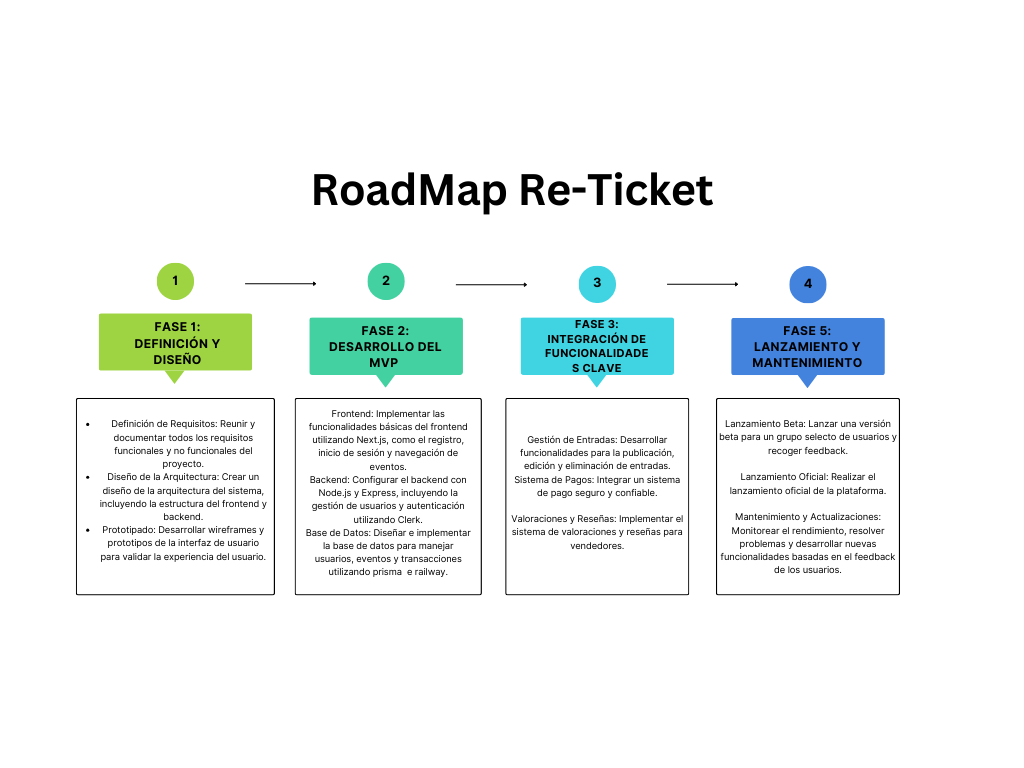 RoadMap Re-Ticket
1
2
3
4
FASE 1:
DEFINICIÓN Y
DISEÑO
FASE 2:
DESARROLLO DEL
MVP
FASE 3:
INTEGRACIÓN DE
FUNCIONALIDADE
S CLAVE
FASE 5:
LANZAMIENTO Y
MANTENIMIENTO
• Definición de Requisitos: Reunir y
documentar todos los requisitos
funcionales y no funcionales del
proyecto.
• Diseño de la Arquitectura: Crear un
diseño de la arquitectura del sistema,
incluyendo la estructura del frontend y
backend.
• Prototipado: Desarrollar wireframes y
prototipos de la interfaz de usuario
para validar la experiencia del usuario.
Frontend: Implementar las
funcionalidades básicas del frontend
utilizando Next.js, como el registro,
inicio de sesión y navegación de
eventos.
Backend: Configurar el backend con
Node.js y Express, incluyendo la
gestión de usuarios y autenticación
utilizando Clerk.
Base de Datos: Diseñar e implementar
la base de datos para manejar
usuarios, eventos y transacciones
utilizando prisma e railway.
Gestión de Entradas: Desarrollar
funcionalidades para la publicación,
edición y eliminación de entradas.
Sistema de Pagos: Integrar un sistema
de pago seguro y confiable.
Valoraciones y Reseñas: Implementar el
sistema de valoraciones y reseñas para
vendedores.
Lanzamiento Beta: Lanzar una versión
beta para un grupo selecto de usuarios y
recoger feedback.
Lanzamiento Oficial: Realizar el
lanzamiento oficial de la plataforma.
Mantenimiento y Actualizaciones:
Monitorear el rendimiento, resolver
problemas y desarrollar nuevas
funcionalidades basadas en el feedback
de los usuarios.